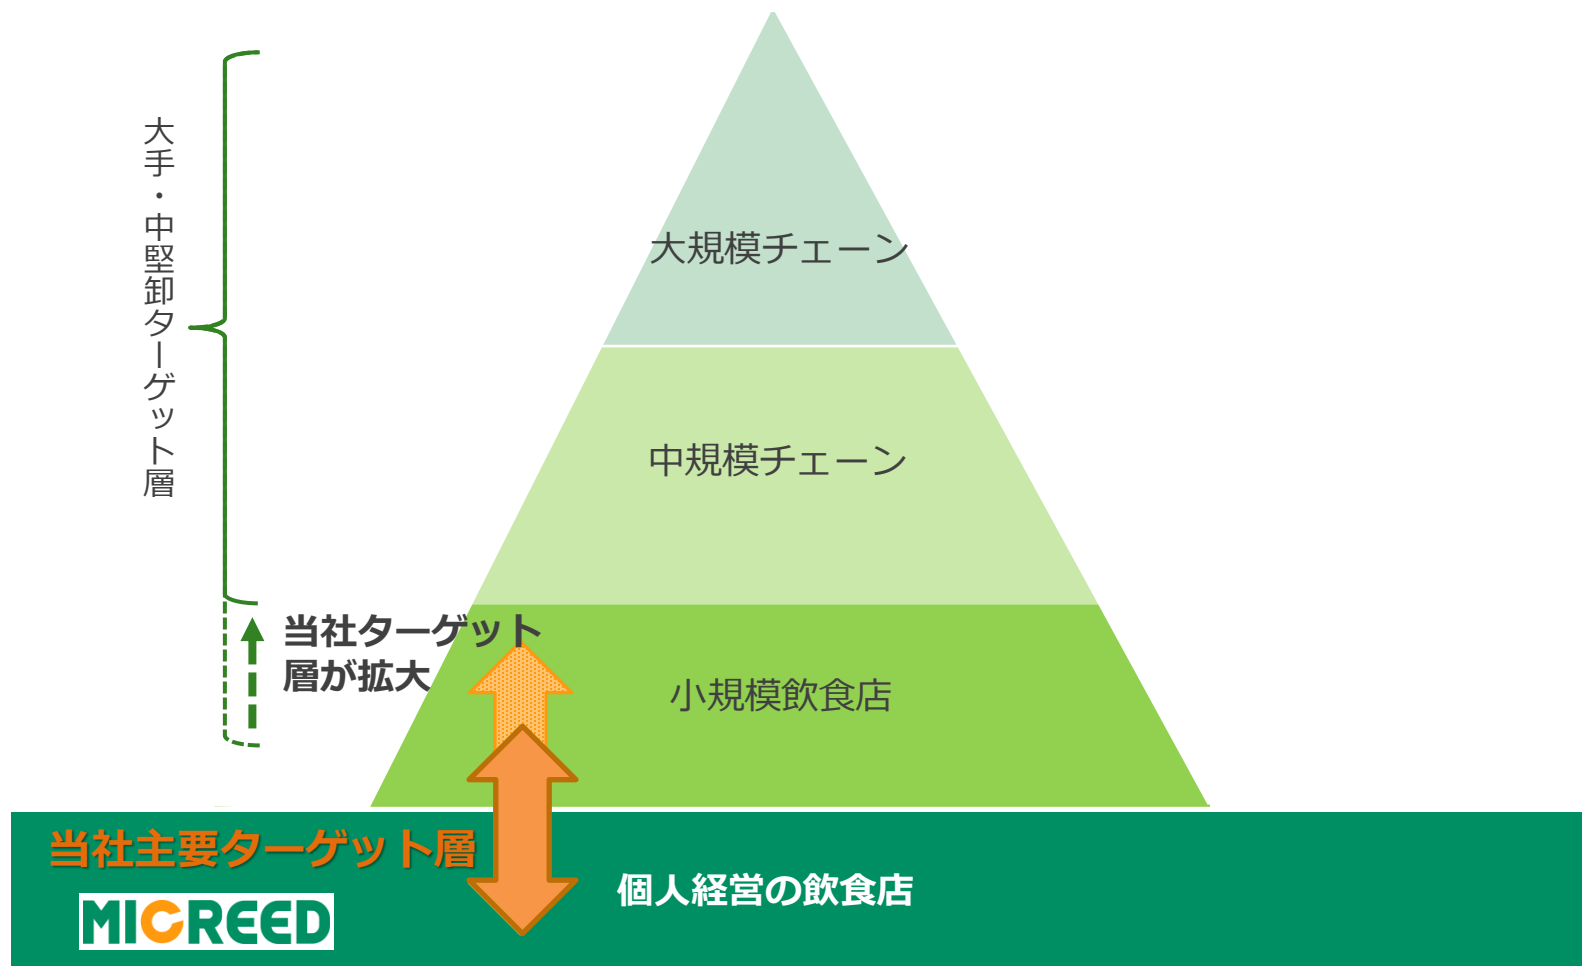 大手・中堅卸ターゲット層
大規模チェーン
中規模チェーン
当社ターゲット
層が拡大
小規模飲食店
当社主要ターゲット層
個人経営の飲食店
MICREED